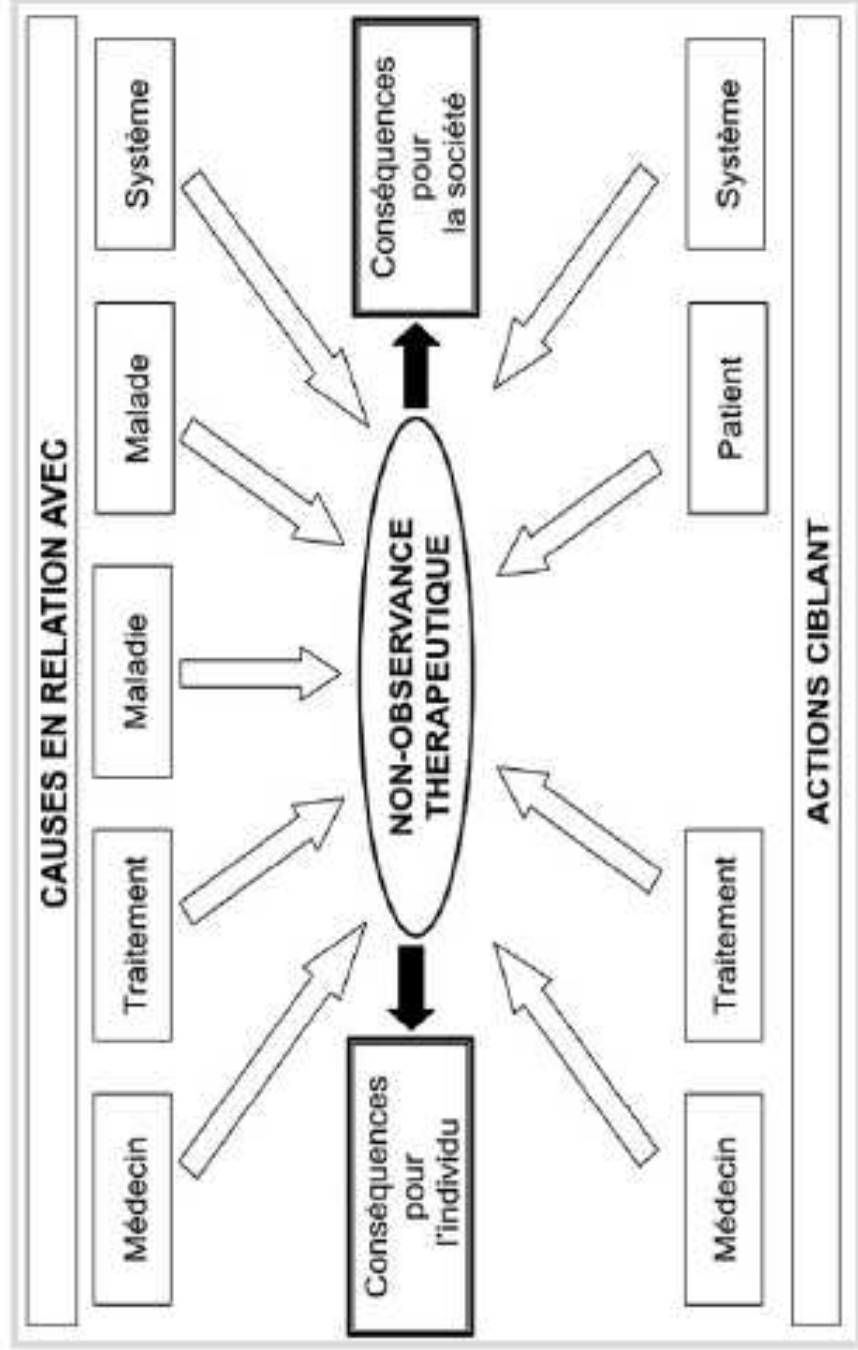 CAUSES EN RELATION AVEC
Médecin
Traitement
Maladie
Malade
Système
Conséquences
pour
l'individu
NON-OBSERVANCE
THERAPEUTIQUE
Conséquences
pour
la société
Médecin
Traitement
Patient
Système
ACTIONS CIBLANT